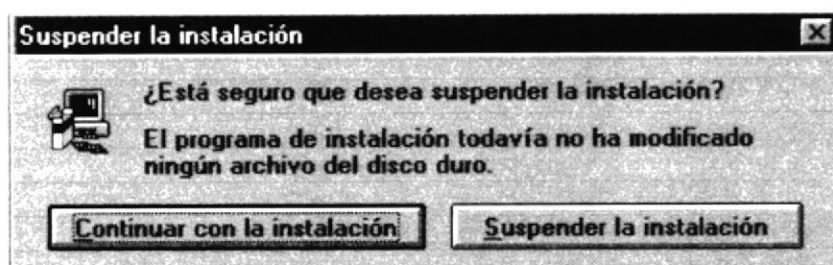 Suspender la instalación
¿Está seguro que desea suspender la instalación?
El programa de instalación todavía no ha modificado
ningún archivo del disco duro.
Continuar con la instalación
Suspender la instalación